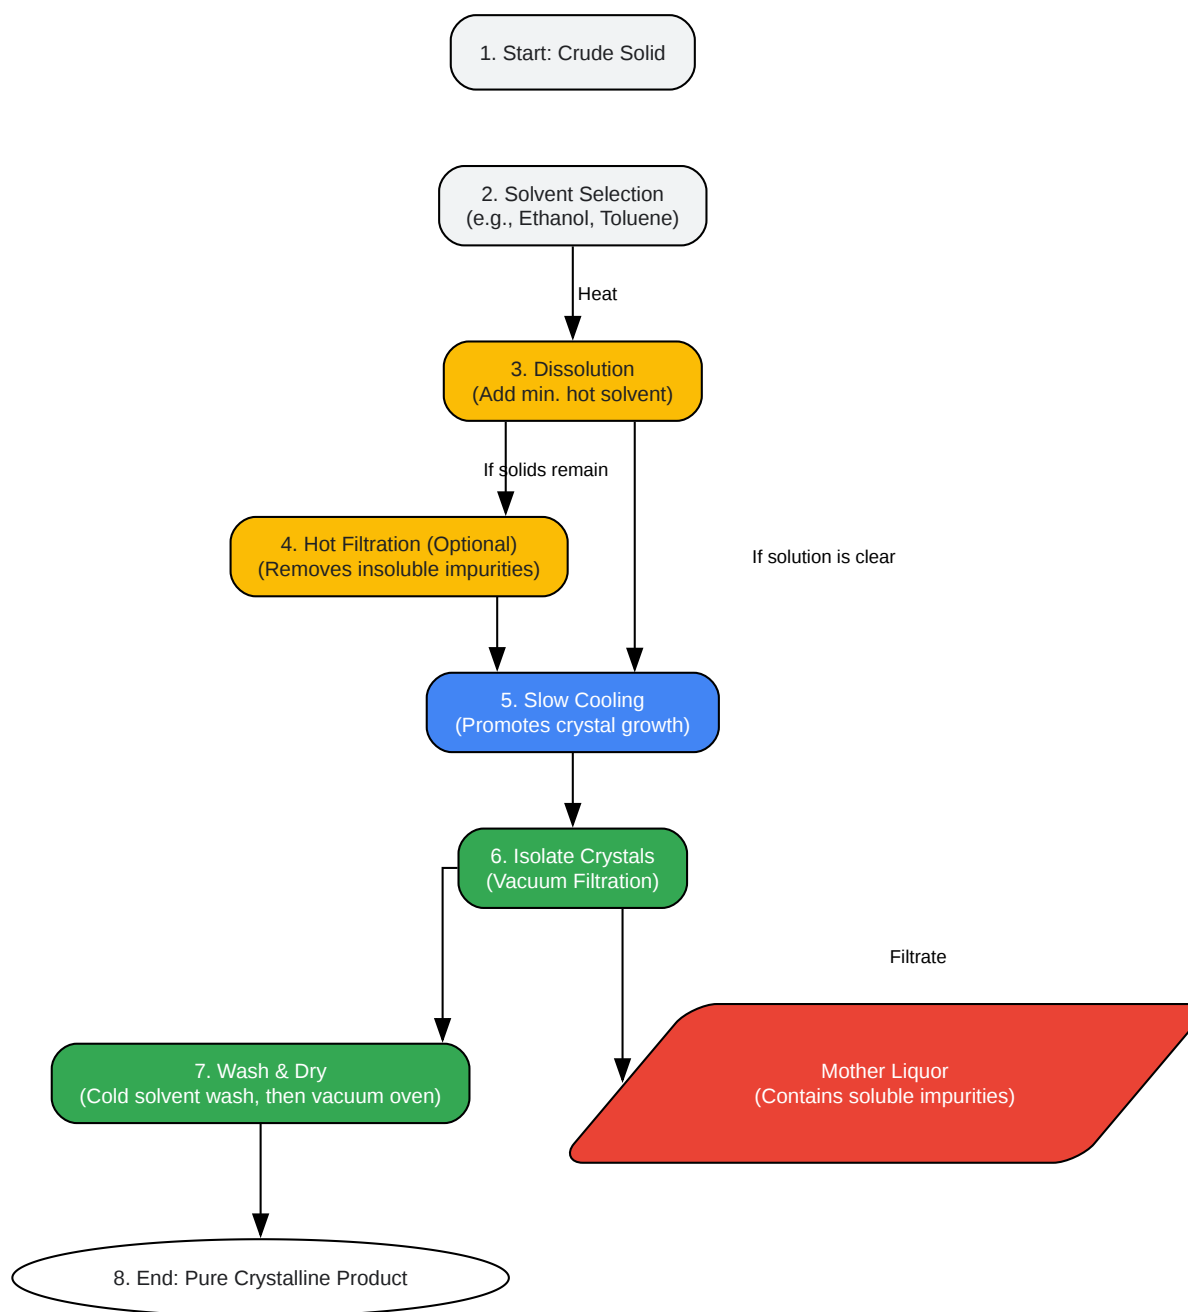 1. Start: Crude Solid
2. Solvent Selection
(e.g., Ethanol, Toluene)
Heat
3. Dissolution
(Add min. hot solvent)
If solids remain
4. Hot Filtration (Optional)
(Removes insoluble impurities)
If solution is clear
5. Slow Cooling
(Promotes crystal growth)
6. Isolate Crystals
(Vacuum Filtration)
Filtrate
7. Wash & Dry
(Cold solvent wash, then vacuum oven)
Mother Liquor
(Contains soluble impurities)
8. End: Pure Crystalline Product